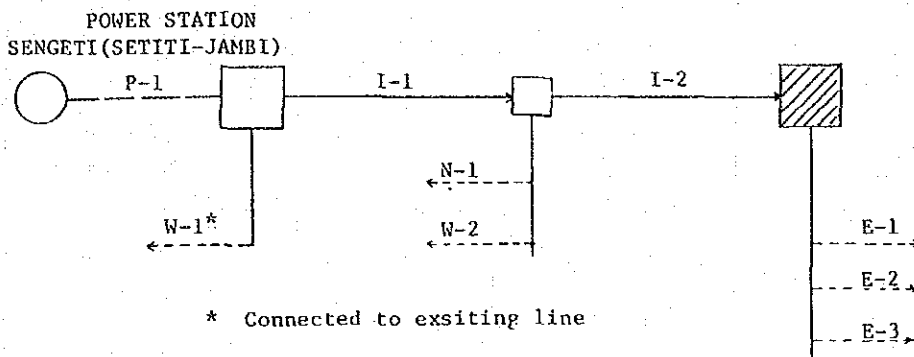 POWER STATION
SENGETI(SETITI-JAMBI)
P-1
I-1
I-2
N-1
W-1*
W-2
E-1
E-2
E-3
* Connected to exsiting line